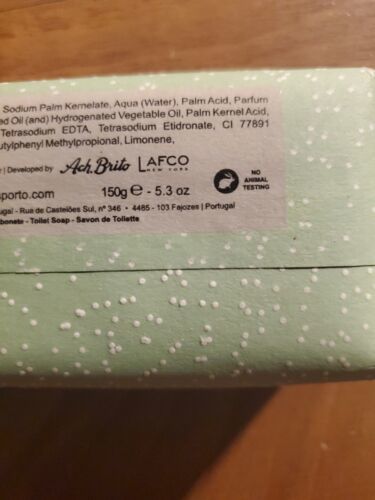 Sodium Palm Kernelate, Aqua (Water), Palm Acid, Parfum
ed Oil (and) Hydrogenated Vegetable Oil, Palm Kernel Acid,
Tetrasodium EDTA, Tetrasodium Etidronate, CI 77891
utylphenyl Methylpropional, Limonene,
r | Developed by Ach. Brito LAFCO
NEW YORK
NO
ANIMAL
TESTING
sporto.com 150g℮ - 5.3 oz
ugal - Rua de Casteiões Sul, nº 346 • 4485 - 103 Fajozes | Portugal
bonete - Toilet Soap - Savon de Toilette